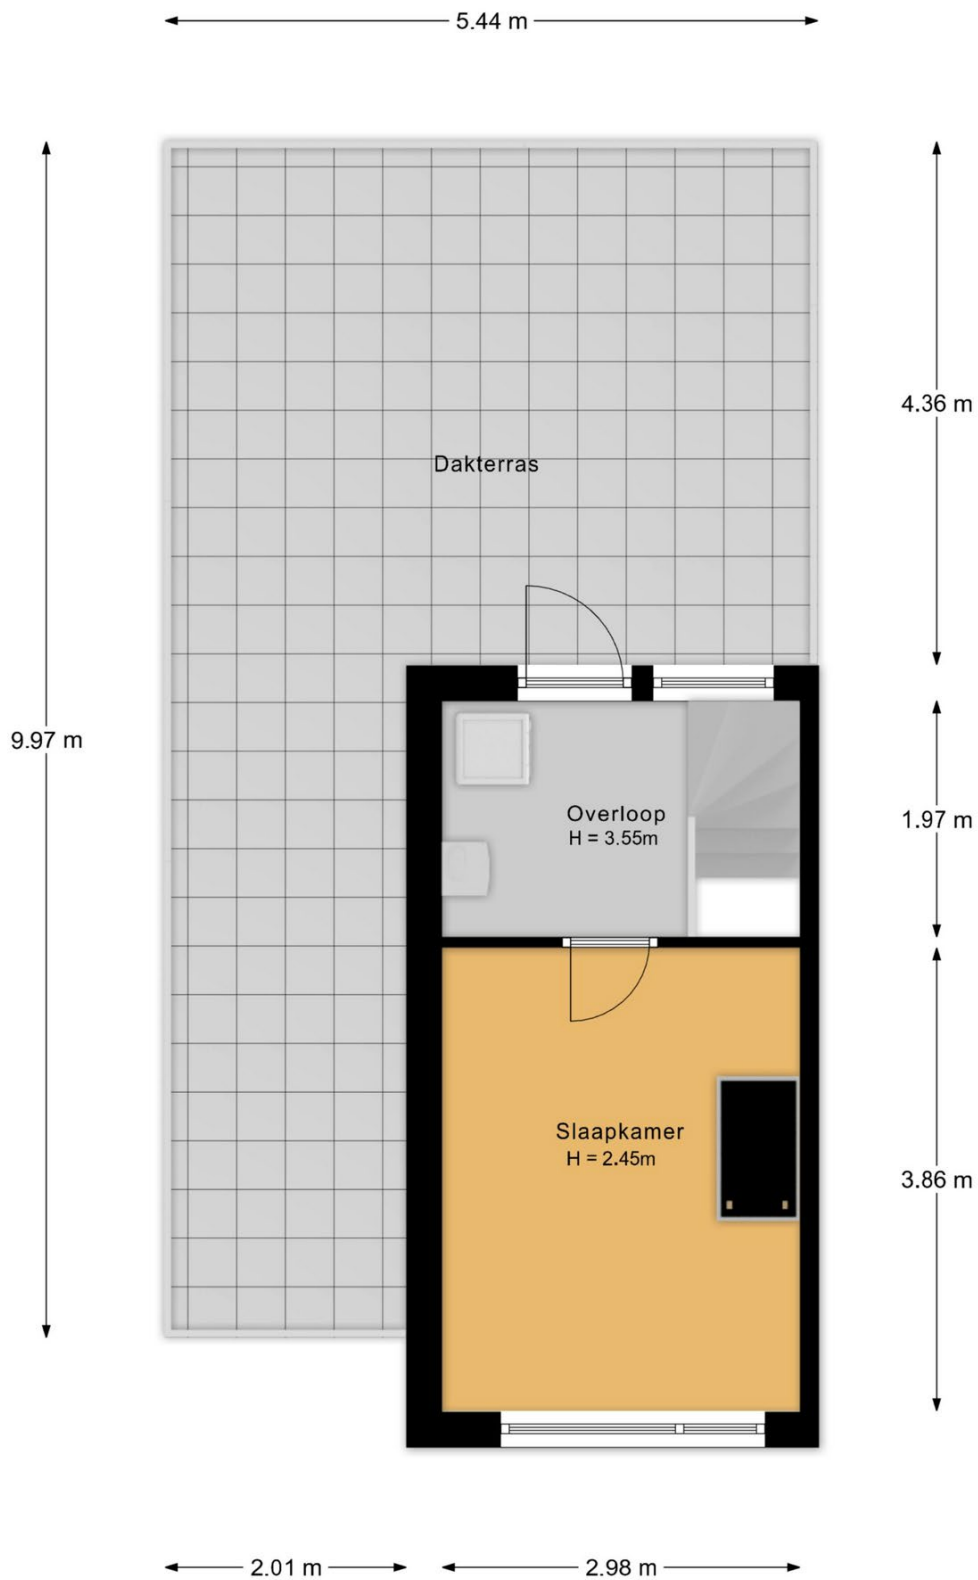 5.44 m
4.36 m
Dakterras
9.97 m
Overloop
H = 3.55m
1.97 m
Slaapkamer
H = 2.45m
3.86 m
2.01 m
2.98 m